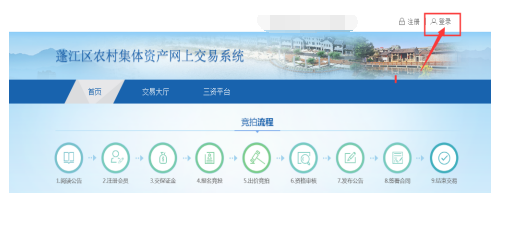 注册 登录
蓬江区农村集体资产网上交易系统
首页 交易大厅 三资平台
竞拍流程
1.阅读公告 2.注册会员 3.交保证金 4.报名竞投 5.出价竞拍 6.资格审核 7.发布公告 8.签署合同 9.结果交易